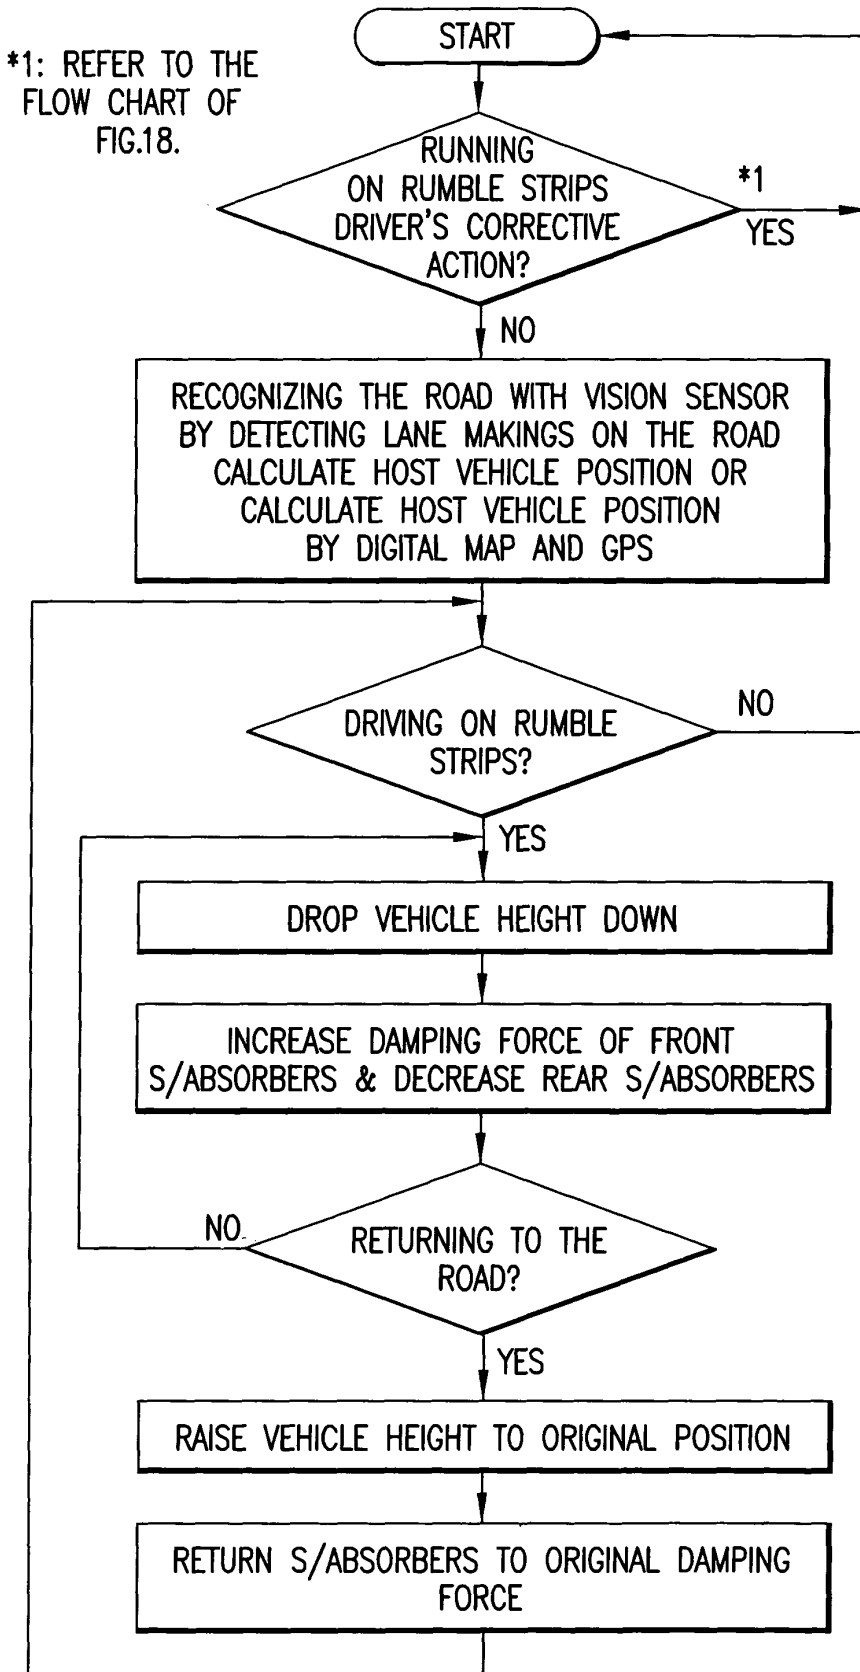 START
*1: REFER TO THE
FLOW CHART OF
FIG.18.
RUNNING
ON RUMBLE STRIPS
DRIVER'S CORRECTIVE
ACTION?
*1
YES
NO
RECOGNIZING THE ROAD WITH VISION SENSOR
BY DETECTING LANE MAKINGS ON THE ROAD
CALCULATE HOST VEHICLE POSITION OR
CALCULATE HOST VEHICLE POSITION
BY DIGITAL MAP AND GPS
DRIVING ON RUMBLE
STRIPS?
NO
YES
DROP VEHICLE HEIGHT DOWN
INCREASE DAMPING FORCE OF FRONT
S/ABSORBERS & DECREASE REAR S/ABSORBERS
RETURNING TO THE
ROAD?
NO
YES
RAISE VEHICLE HEIGHT TO ORIGINAL POSITION
RETURN S/ABSORBERS TO ORIGINAL DAMPING
FORCE